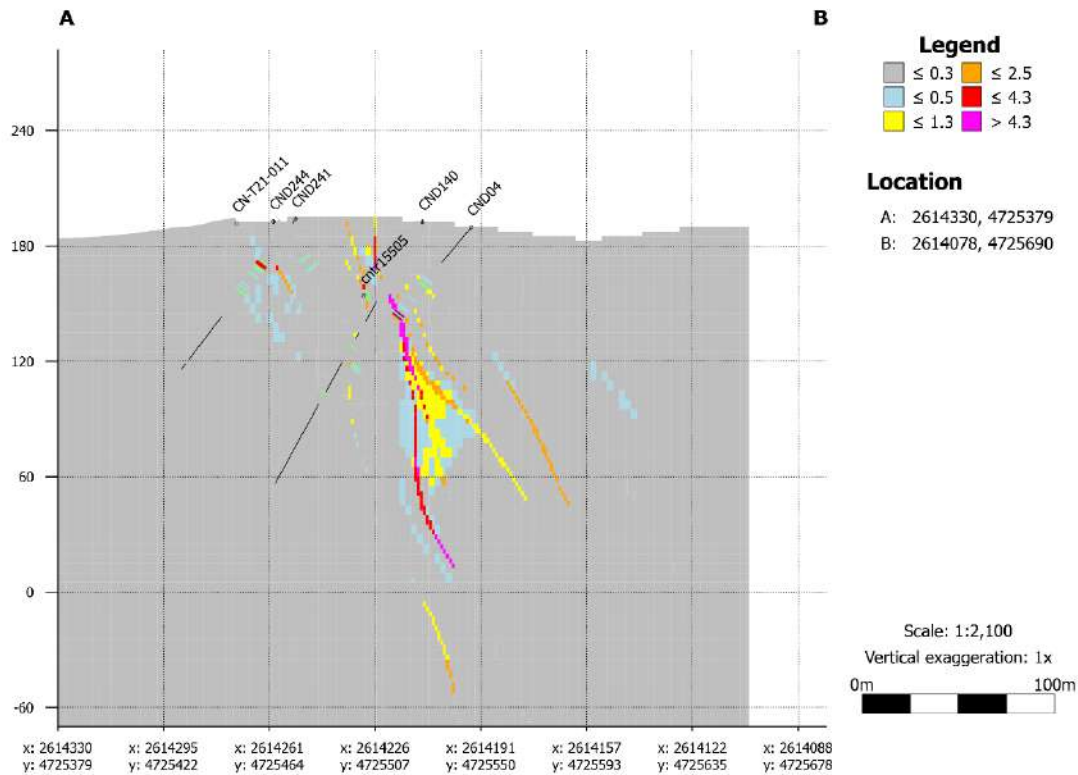 A
B
Legend
≤ 0.3
≤ 2.5
≤ 0.5
≤ 4.3
≤ 1.3
> 4.3
Location
A: 2614330, 4725379
B: 2614078, 4725690
240
180
120
60
0
-60
CN-T21-011
CND244
CND241
cntr15505
CND140
CND04
Scale: 1:2,100
Vertical exaggeration: 1x
0m
100m
x: 2614330 x: 2614295 x: 2614261 x: 2614226 x: 2614191 x: 2614157 x: 2614122 x: 2614088
y: 4725379 y: 4725422 y: 4725464 y: 4725507 y: 4725550 y: 4725593 y: 4725635 y: 4725678